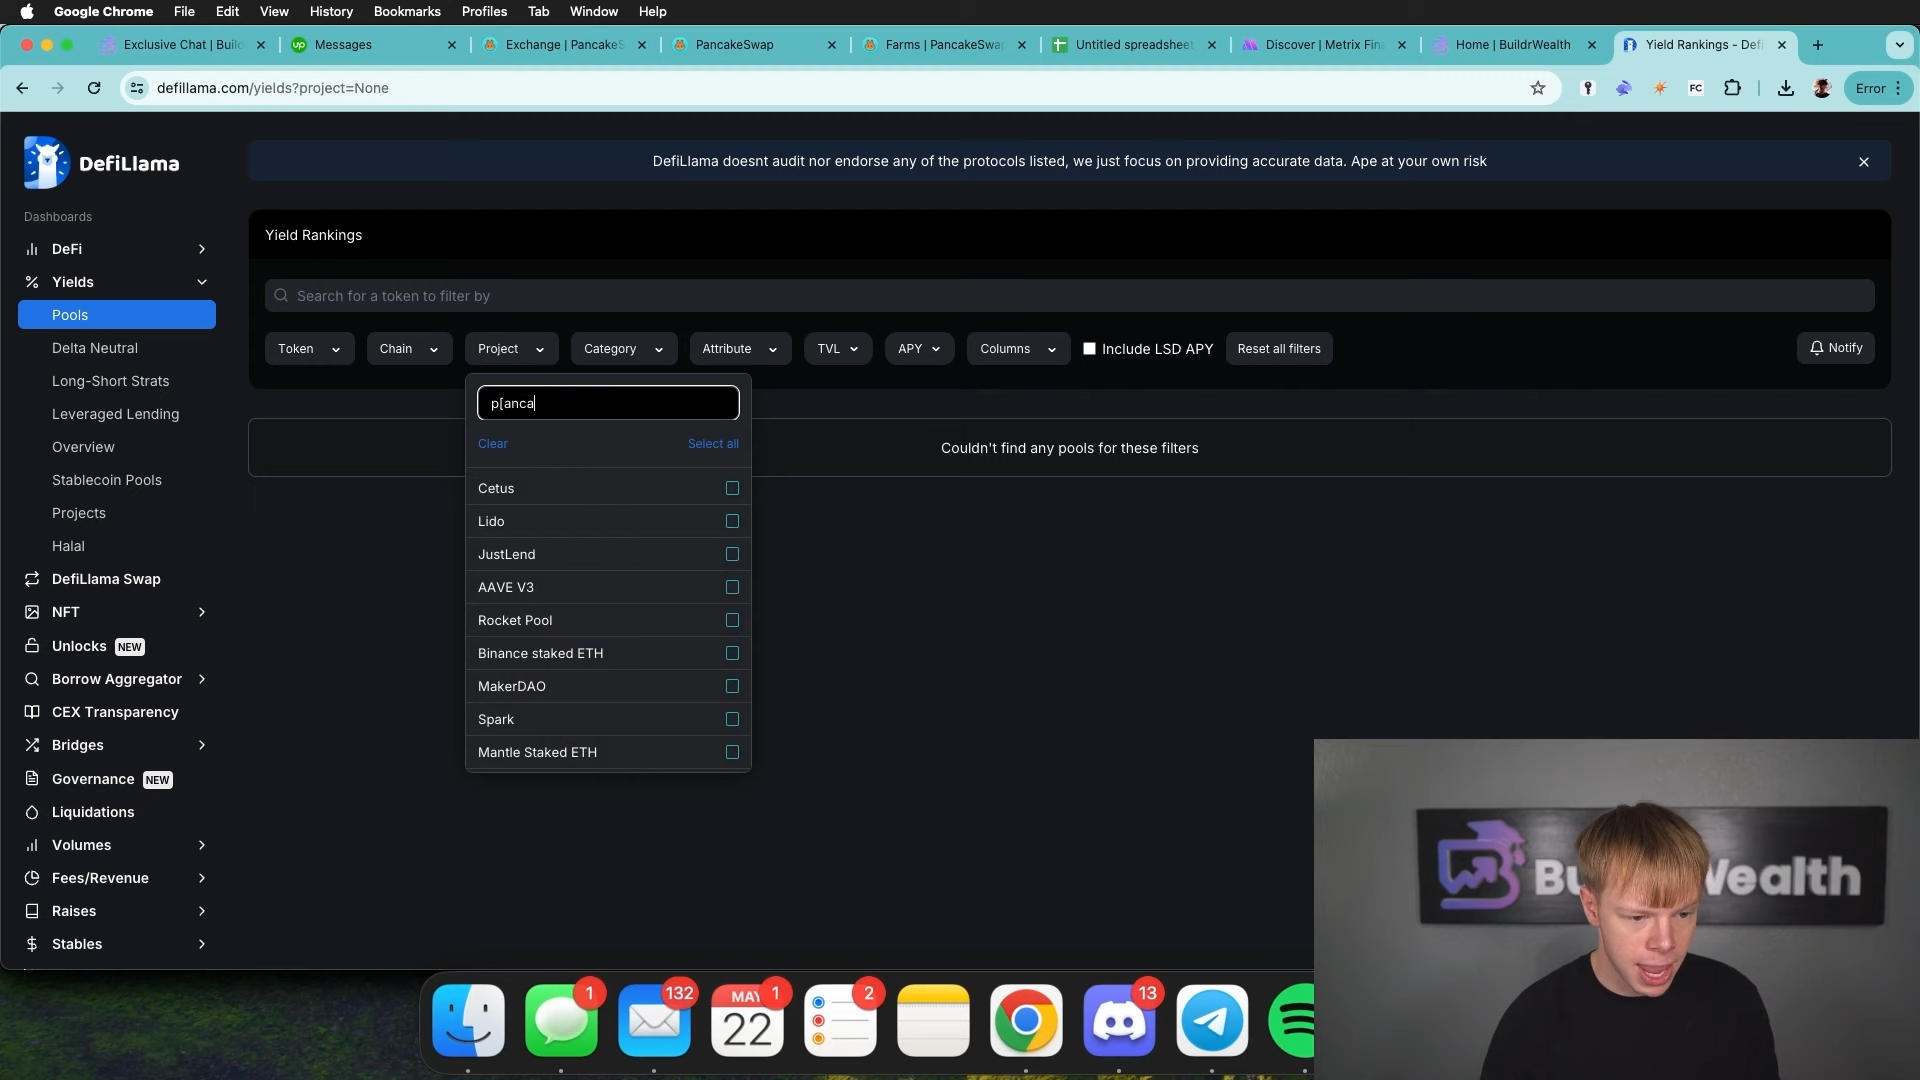 Google Chrome File Edit View History Bookmarks Profiles Tab Window Help
Exclusive Chat | Build Messages Exchange | PancakeS PancakeSwap Farms | PancakeSwap Untitled spreadsheet Discover | Metrix Fin Home | BuildrWealth Yield Rankings - Defi
defillama.com/yields?project=None FC Error
DefiLlama
DefiLlama doesnt audit nor endorse any of the protocols listed, we just focus on providing accurate data. Ape at your own risk
Dashboards
DeFi
Yields
Pools
Delta Neutral
Long-Short Strats
Leveraged Lending
Overview
Stablecoin Pools
Projects
Halal
DefiLlama Swap
NFT
Unlocks NEW
Borrow Aggregator
CEX Transparency
Bridges
Governance NEW
Liquidations
Volumes
Fees/Revenue
Raises
Stables
Yield Rankings
Search for a token to filter by
Token Chain Project Category Attribute TVL APY Columns Include LSD APY Reset all filters Notify
p[anca
Clear Select all
Cetus
Lido
JustLend
AAVE V3
Rocket Pool
Binance staked ETH
MakerDAO
Spark
Mantle Staked ETH
Couldn't find any pools for these filters
1 132 MAY 22 1 2 13
Bu Wealth